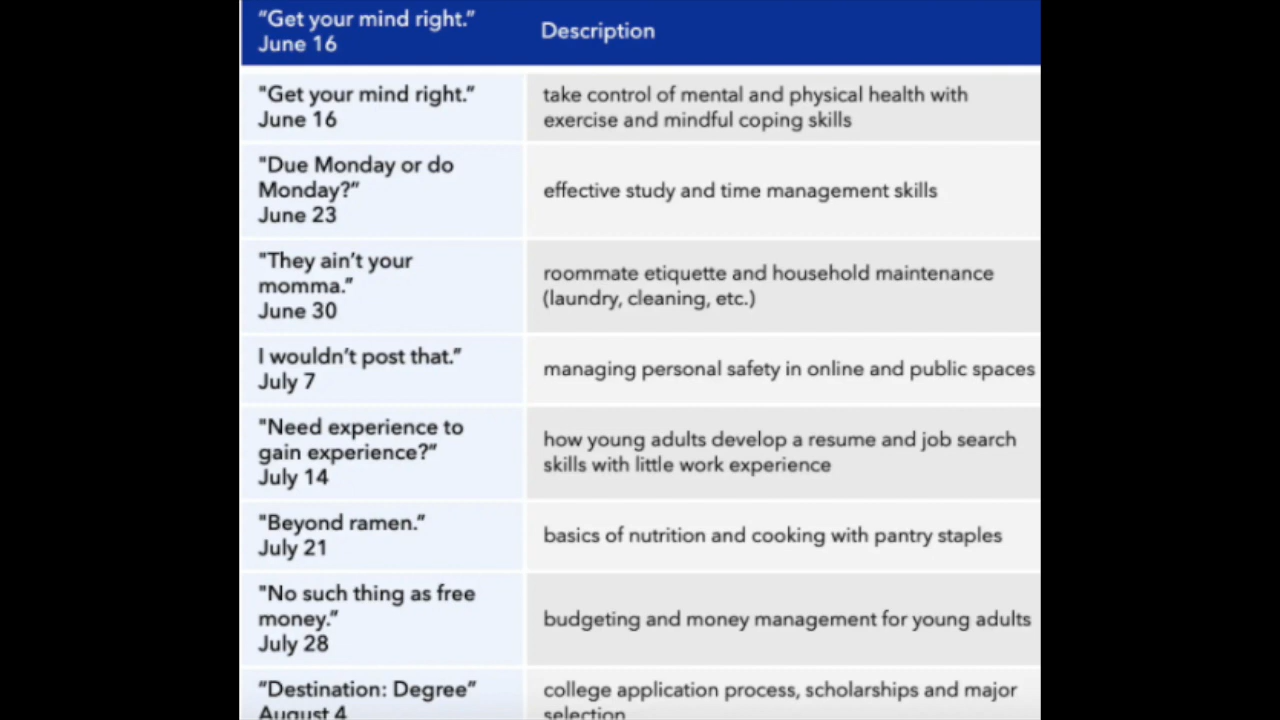 “Get your mind right.”
June 16
Description
"Get your mind right.”
June 16
take control of mental and physical health with
exercise and mindful coping skills
"Due Monday or do
Monday?”
June 23
effective study and time management skills
"They ain’t your
momma.”
June 30
roommate etiquette and household maintenance
(laundry, cleaning, etc.)
I wouldn’t post that.”
July 7
managing personal safety in online and public spaces
"Need experience to
gain experience?”
July 14
how young adults develop a resume and job search
skills with little work experience
"Beyond ramen.”
July 21
basics of nutrition and cooking with pantry staples
"No such thing as free
money.”
July 28
budgeting and money management for young adults
“Destination: Degree”
August 4
college application process, scholarships and major
selection